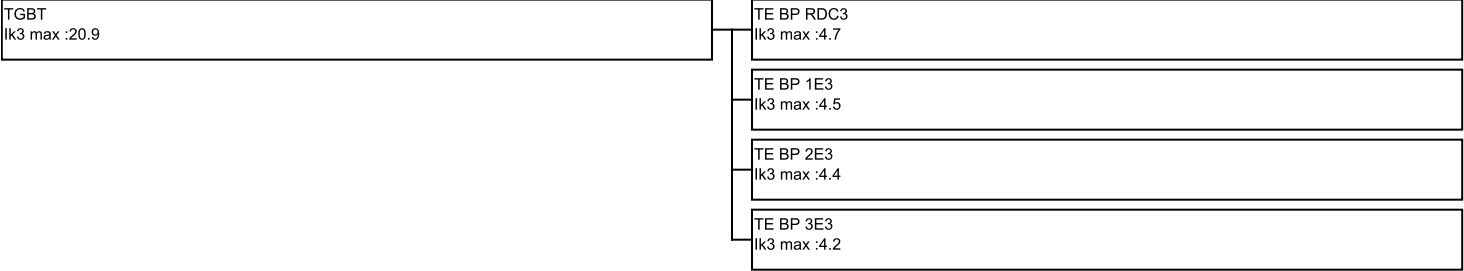 TGBT
Ik3 max :20.9
TE BP RDC3
Ik3 max :4.7
TE BP 1E3
Ik3 max :4.5
TE BP 2E3
Ik3 max :4.4
TE BP 3E3
Ik3 max :4.2